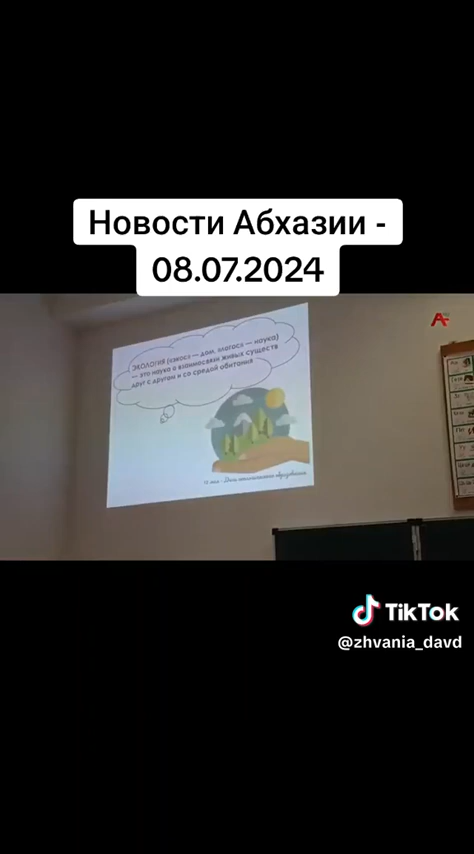 Новости Абхазии -
08.07.2024
ЭКОЛОГИЯ («экос» — дом, «логос» — наука)
— это наука о взаимосвязи живых существ
друг с другом и со средой обитания
TikTok
@zhvania_davd